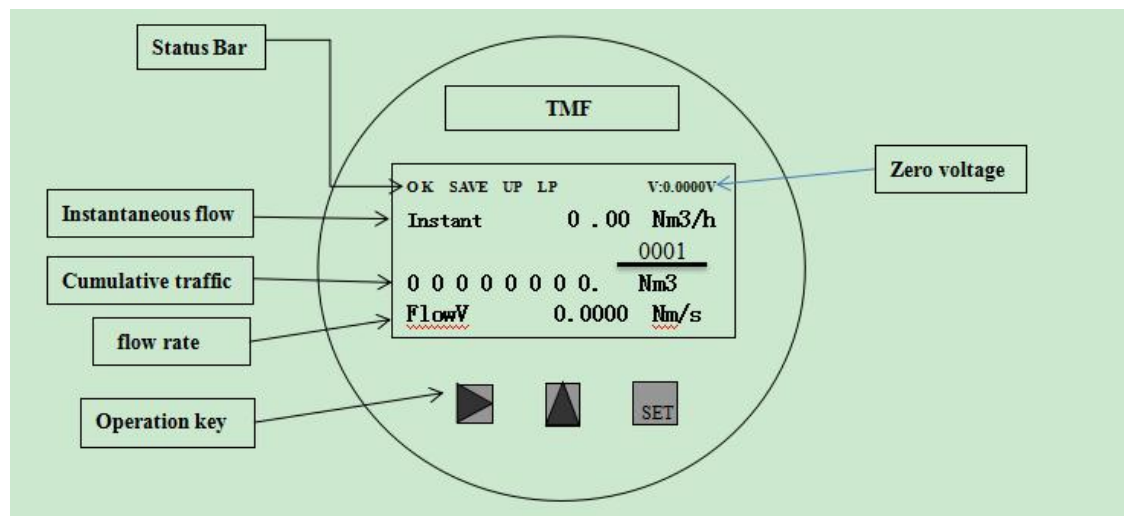 Status Bar
TMF
Zero voltage
OK SAVE UP LP V:0.0000V
Instantaneous flow
Instant 0.00 Nm3/h
0001
Cumulative traffic
0 0 0 0 0 0 0 0. Nm3
FlowV 0.0000 Nm/s
flow rate
Operation key
SET